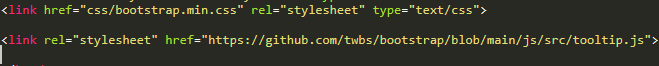 <link href="css/bootstrap.min.css" rel="stylesheet" type="text/css">
<link rel="stylesheet" href="https://github.com/twbs/bootstrap/blob/main/js/src/tooltip.js">